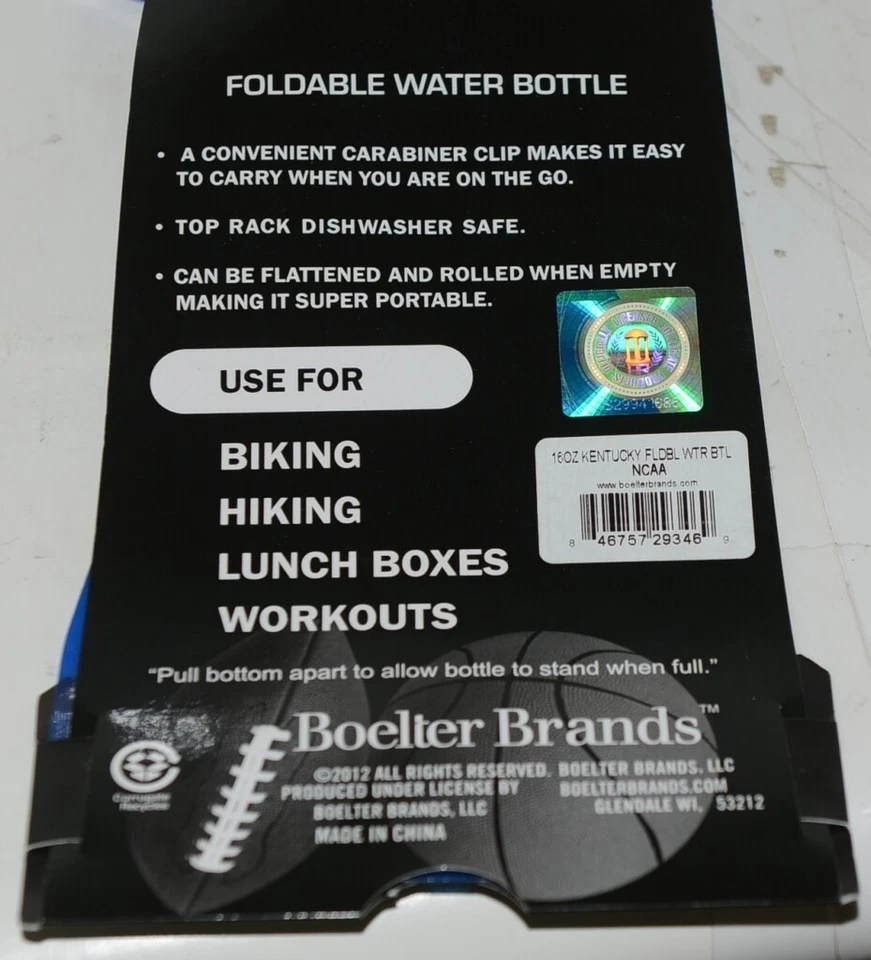 FOLDABLE WATER BOTTLE
• A CONVENIENT CARABINER CLIP MAKES IT EASY
TO CARRY WHEN YOU ARE ON THE GO.
• TOP RACK DISHWASHER SAFE.
• CAN BE FLATTENED AND ROLLED WHEN EMPTY
MAKING IT SUPER PORTABLE.
USE FOR
BIKING
HIKING
LUNCH BOXES
WORKOUTS
16OZ KENTUCKY FLDBL WTR BTL
NCAA
www.boelterbrands.com
8 46757 29346 9
"Pull bottom apart to allow bottle to stand when full."
Boelter Brands™
©2012 ALL RIGHTS RESERVED. BOELTER BRANDS, LLC
PRODUCED UNDER LICENSE BY BOELTERBRANDS.COM
BOELTER BRANDS, LLC GLENDALE WI, 53212
MADE IN CHINA
Corrugate
Recycles